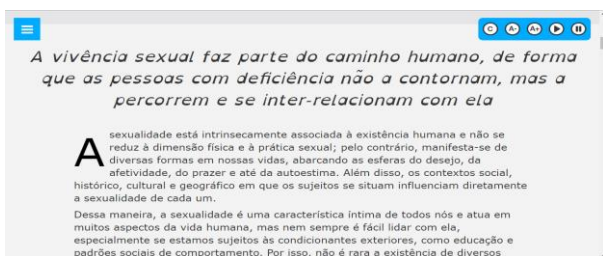 C A- A+
A vivência sexual faz parte do caminho humano, de forma
que as pessoas com deficiência não a contornam, mas a
percorrem e se inter-relacionam com ela
A sexualidade está intrinsecamente associada à existência humana e não se
reduz à dimensão física e à prática sexual; pelo contrário, manifesta-se de
diversas formas em nossas vidas, abarcando as esferas do desejo, da
afetividade, do prazer e até da autoestima. Além disso, os contextos social,
histórico, cultural e geográfico em que os sujeitos se situam influenciam diretamente
a sexualidade de cada um.
Dessa maneira, a sexualidade é uma característica íntima de todos nós e atua em
muitos aspectos da vida humana, mas nem sempre é fácil lidar com ela,
especialmente se estamos sujeitos às condicionantes exteriores, como educação e
padrões sociais de comportamento. Por isso, não é rara a existência de diversos